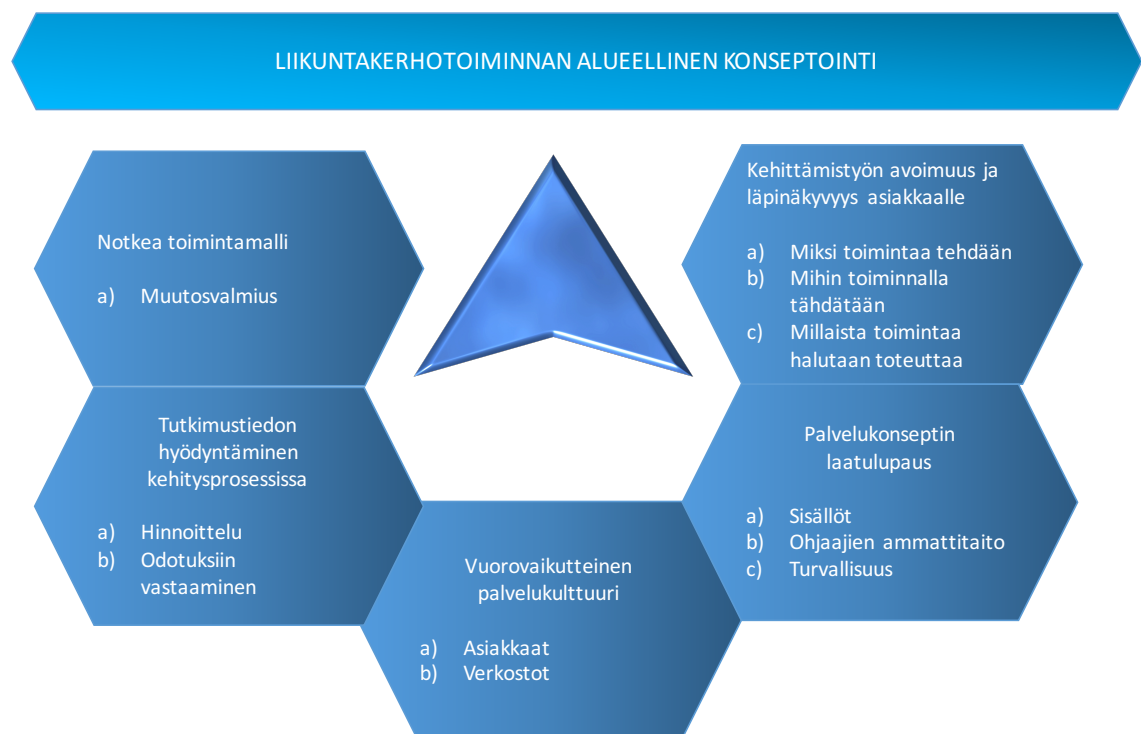 LIIKUNTAKERHOTOIMINNAN ALUEELLINEN KONSEPTOINTI
Notkea toimintamalli
a) Muutosvalmius
Tutkimustiedon
hyödyntäminen
kehitysprosessissa
a) Hinnoittelu
b) Odotuksiin
vastaaminen
Vuorovaikutteinen
palvelukulttuuri
a) Asiakkaat
b) Verkostot
Kehittämistyön avoimuus ja
läpinäkyvyys asiakkaalle
a) Miksi toimintaa tehdään
b) Mihin toiminnalla
tähdätään
c) Millaista toimintaa
halutaan toteuttaa
Palvelukonseptin
laatulupaus
a) Sisällöt
b) Ohjaajien ammattitaito
c) Turvallisuus